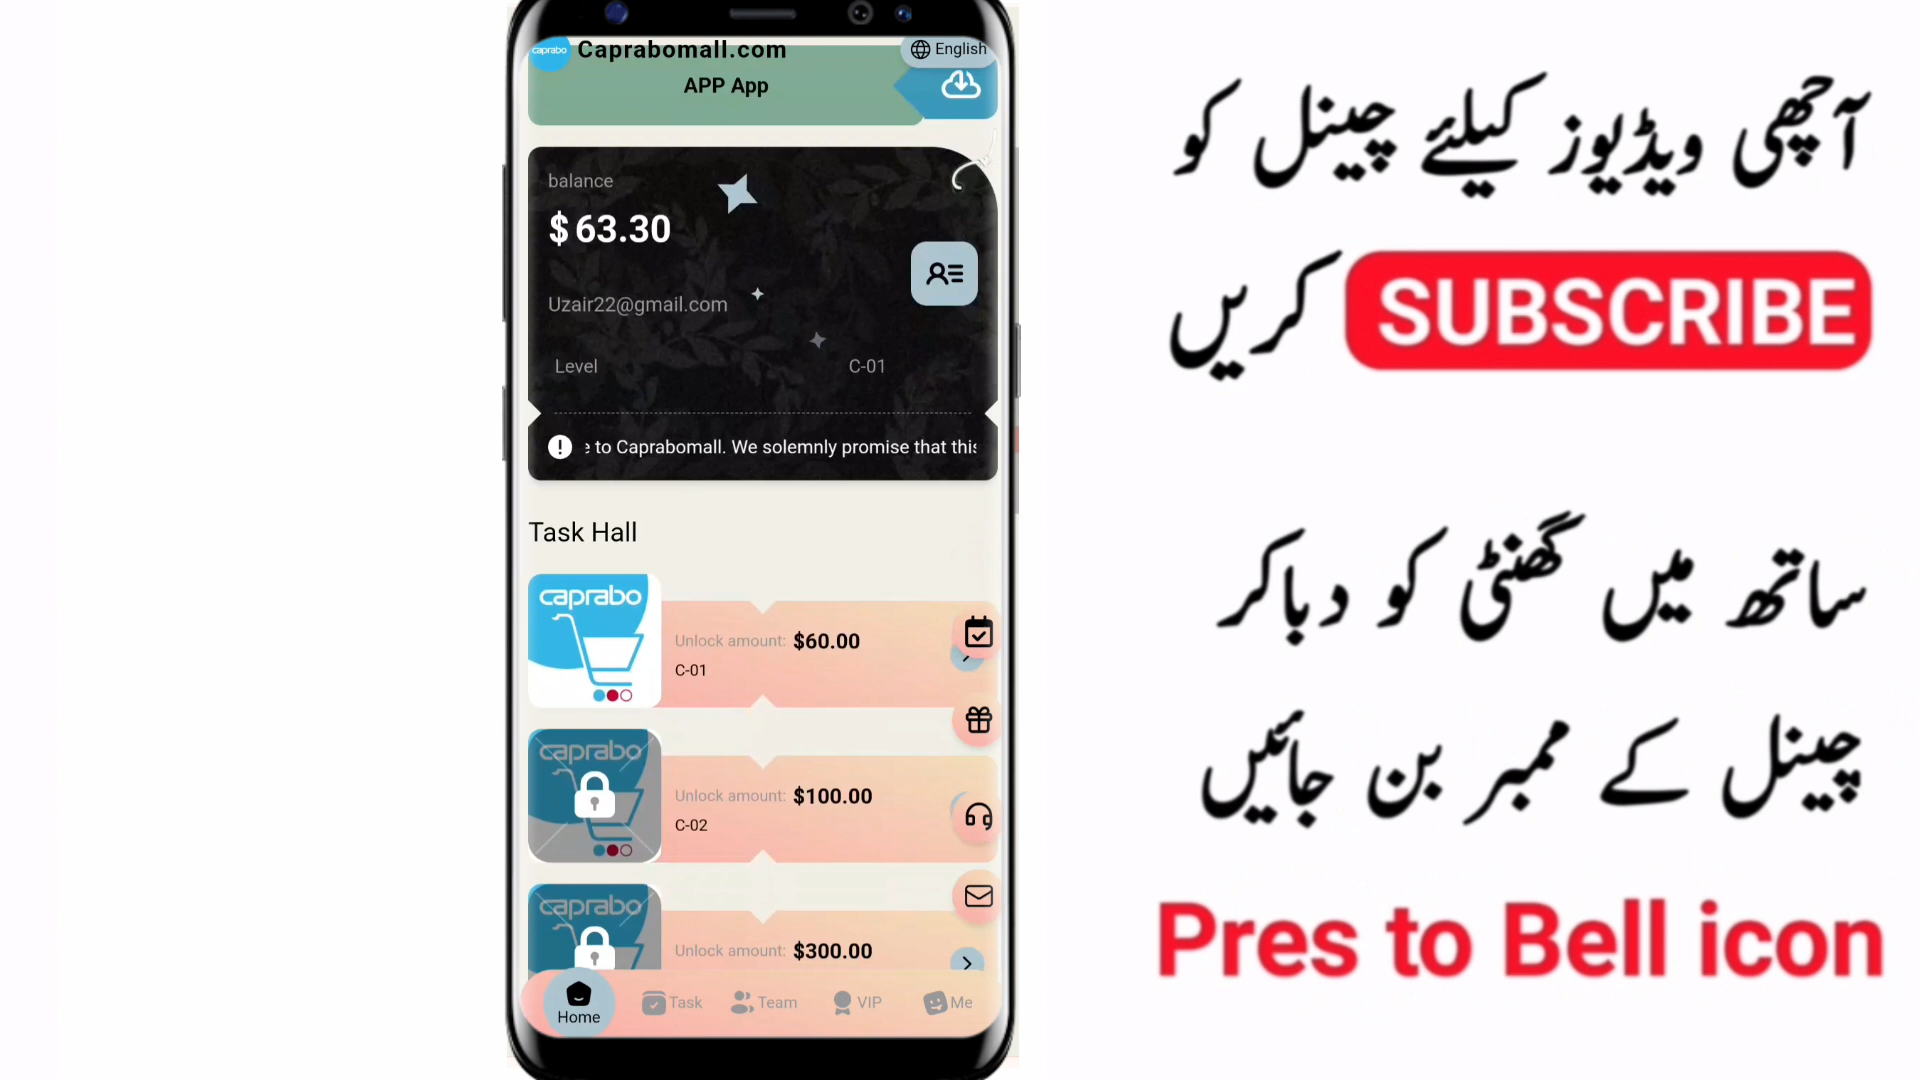 caprabo
Caprabomall.com
English
APP App
balance
$ 63.30
Uzair22@gmail.com
Level C-01
to Caprabomall. We solemnly promise that this
Task Hall
caprabo
Unlock amount: $60.00
C-01
caprabo
Unlock amount: $100.00
C-02
caprabo
Unlock amount: $300.00
Home
Task
Team
VIP
Me
آچھی ویڈیوز کیلئے چینل کو
SUBSCRIBE کریں
ساتھ میں گھنٹی کو دباکر
چینل کے ممبر بن جائیں
Pres to Bell icon